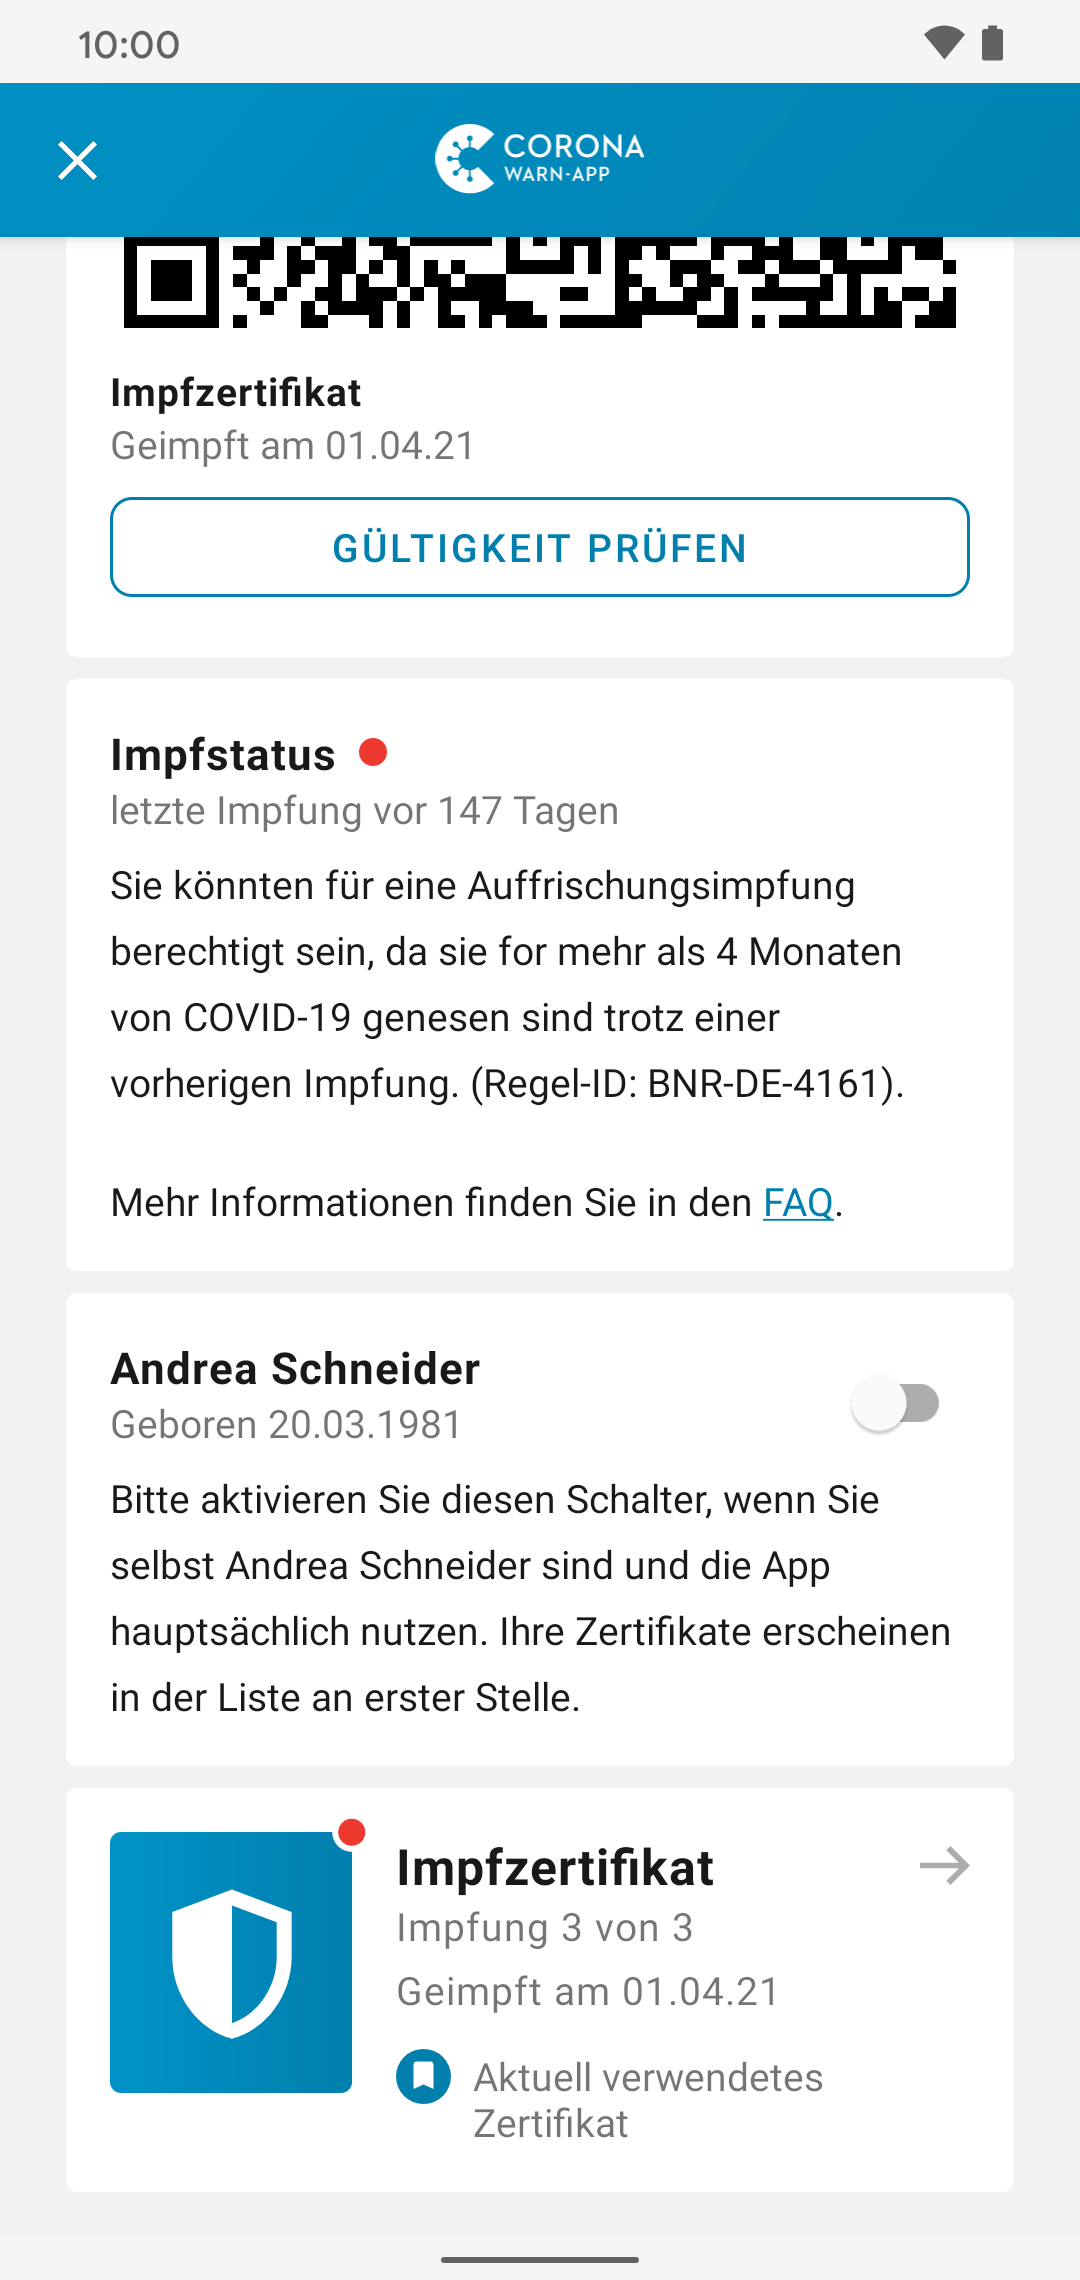 10:00
CORONA
WARN-APP
Impfzertifikat
Geimpft am 01.04.21
GÜLTIGKEIT PRÜFEN
Impfstatus
letzte Impfung vor 147 Tagen
Sie könnten für eine Auffrischungsimpfung
berechtigt sein, da sie for mehr als 4 Monaten
von COVID-19 genesen sind trotz einer
vorherigen Impfung. (Regel-ID: BNR-DE-4161).
Mehr Informationen finden Sie in den FAQ.
Andrea Schneider
Geboren 20.03.1981
Bitte aktivieren Sie diesen Schalter, wenn Sie
selbst Andrea Schneider sind und die App
hauptsächlich nutzen. Ihre Zertifikate erscheinen
in der Liste an erster Stelle.
Impfzertifikat
Impfung 3 von 3
Geimpft am 01.04.21
Aktuell verwendetes
Zertifikat